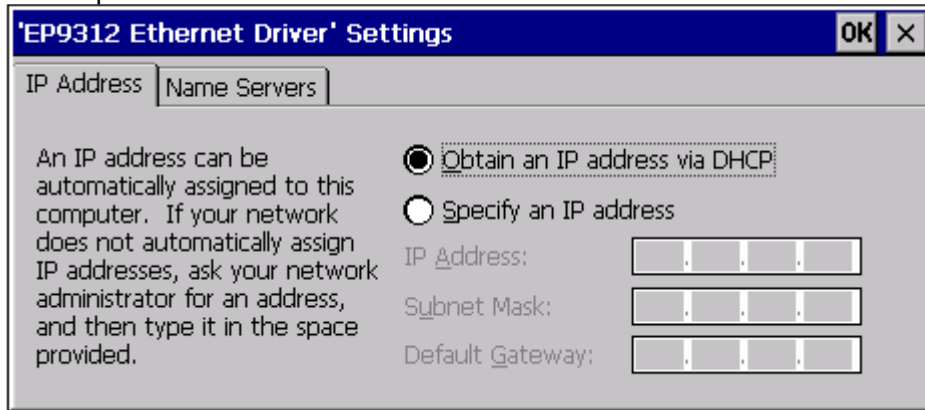 'EP9312 Ethernet Driver' Settings
OK
IP Address
Name Servers
An IP address can be
automatically assigned to this
computer. If your network
does not automatically assign
IP addresses, ask your network
administrator for an address,
and then type it in the space
provided.
Obtain an IP address via DHCP
Specify an IP address
IP Address:
Subnet Mask:
Default Gateway: